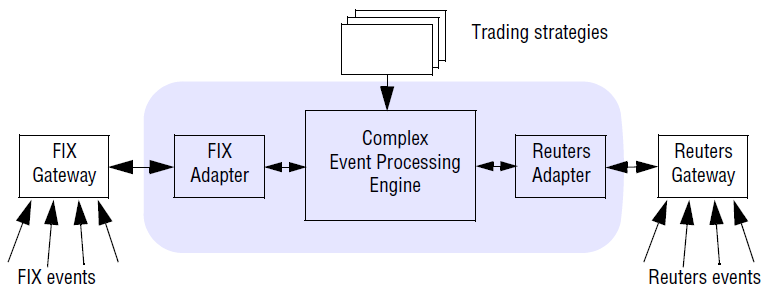 Trading strategies
FIX
Gateway
FIX
Adapter
Complex
Event Processing
Engine
Reuters
Adapter
Reuters
Gateway
FIX events
Reuters events